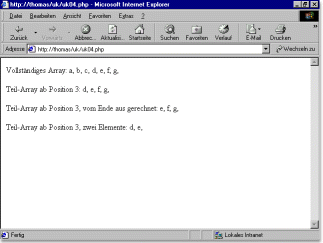 http://thomas/uk/uk04.php - Microsoft Internet Explorer
Datei Bearbeiten Ansicht Favoriten Extras ?
Zurück Vorwärts Abbrec. Aktualisi.. Startseite Suchen Favoriten Verlauf E-Mail Drucken
Adresse http://thomas/uk/uk04.php Wechseln zu
Vollständiges Array: a, b, c, d, e, f, g,
Teil-Array ab Position 3: d, e, f, g,
Teil-Array ab Position 3, vom Ende aus gerechnet: e, f, g,
Teil-Array ab Position 3, zwei Elemente: d, e,
Fertig Lokales Intranet